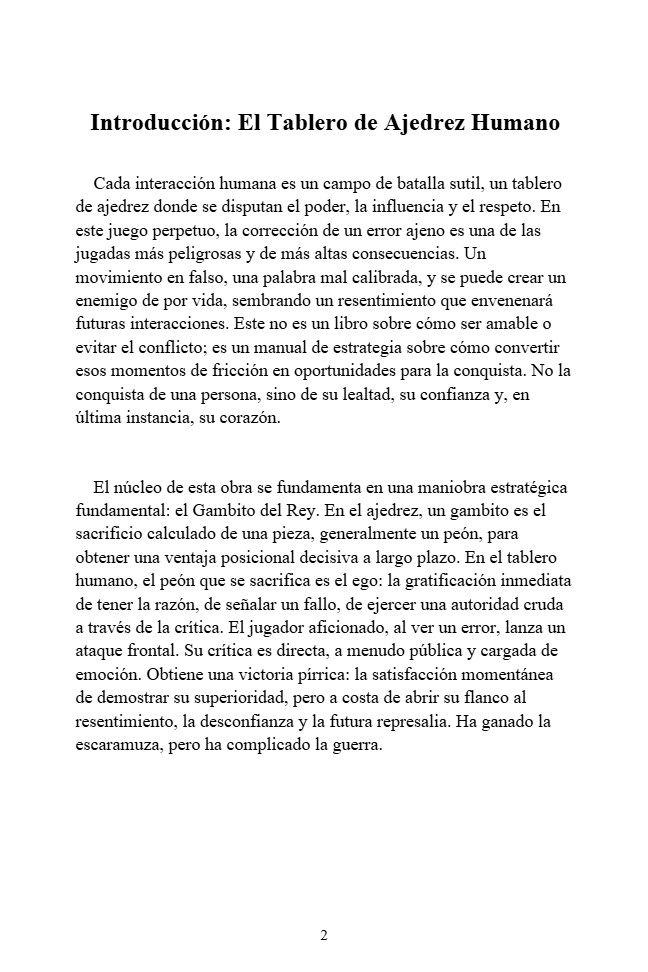 Introducción: El Tablero de Ajedrez Humano
Cada interacción humana es un campo de batalla sutil, un tablero
de ajedrez donde se disputan el poder, la influencia y el respeto. En
este juego perpetuo, la corrección de un error ajeno es una de las
jugadas más peligrosas y de más altas consecuencias. Un
movimiento en falso, una palabra mal calibrada, y se puede crear un
enemigo de por vida, sembrando un resentimiento que envenenará
futuras interacciones. Este no es un libro sobre cómo ser amable o
evitar el conflicto; es un manual de estrategia sobre cómo convertir
esos momentos de fricción en oportunidades para la conquista. No la
conquista de una persona, sino de su lealtad, su confianza y, en
última instancia, su corazón.
El núcleo de esta obra se fundamenta en una maniobra estratégica
fundamental: el Gambito del Rey. En el ajedrez, un gambito es el
sacrificio calculado de una pieza, generalmente un peón, para
obtener una ventaja posicional decisiva a largo plazo. En el tablero
humano, el peón que se sacrifica es el ego: la gratificación inmediata
de tener la razón, de señalar un fallo, de ejercer una autoridad cruda
a través de la crítica. El jugador aficionado, al ver un error, lanza un
ataque frontal. Su crítica es directa, a menudo pública y cargada de
emoción. Obtiene una victoria pírrica: la satisfacción momentánea
de demostrar su superioridad, pero a costa de abrir su flanco al
resentimiento, la desconfianza y la futura represalia. Ha ganado la
escaramuza, pero ha complicado la guerra.
2